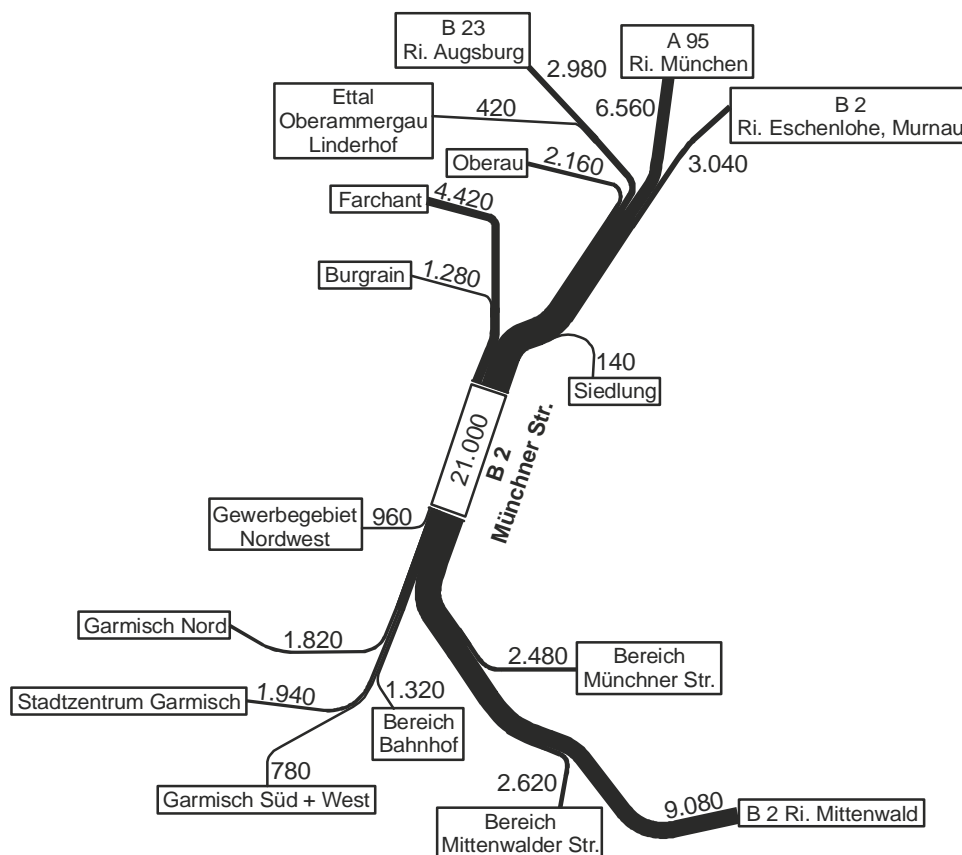 B 23
Ri. Augsburg
A 95
Ri. München
2.980
6.560
B 2
Ri. Eschenlohe, Murnau
3.040
Ettal
Oberammergau
Linderhof
420
Oberau
2.160
Farchant
4.420
Burgrain
1.280
140
Siedlung
21.000
B 2
Münchner Str.
Gewerbegebiet
Nordwest
960
Garmisch Nord
1.820
2.480
Bereich
Münchner Str.
Stadtzentrum Garmisch
1.940
1.320
Bereich
Bahnhof
780
Garmisch Süd + West
2.620
Bereich
Mittenwalder Str.
9.080
B 2 Ri. Mittenwald